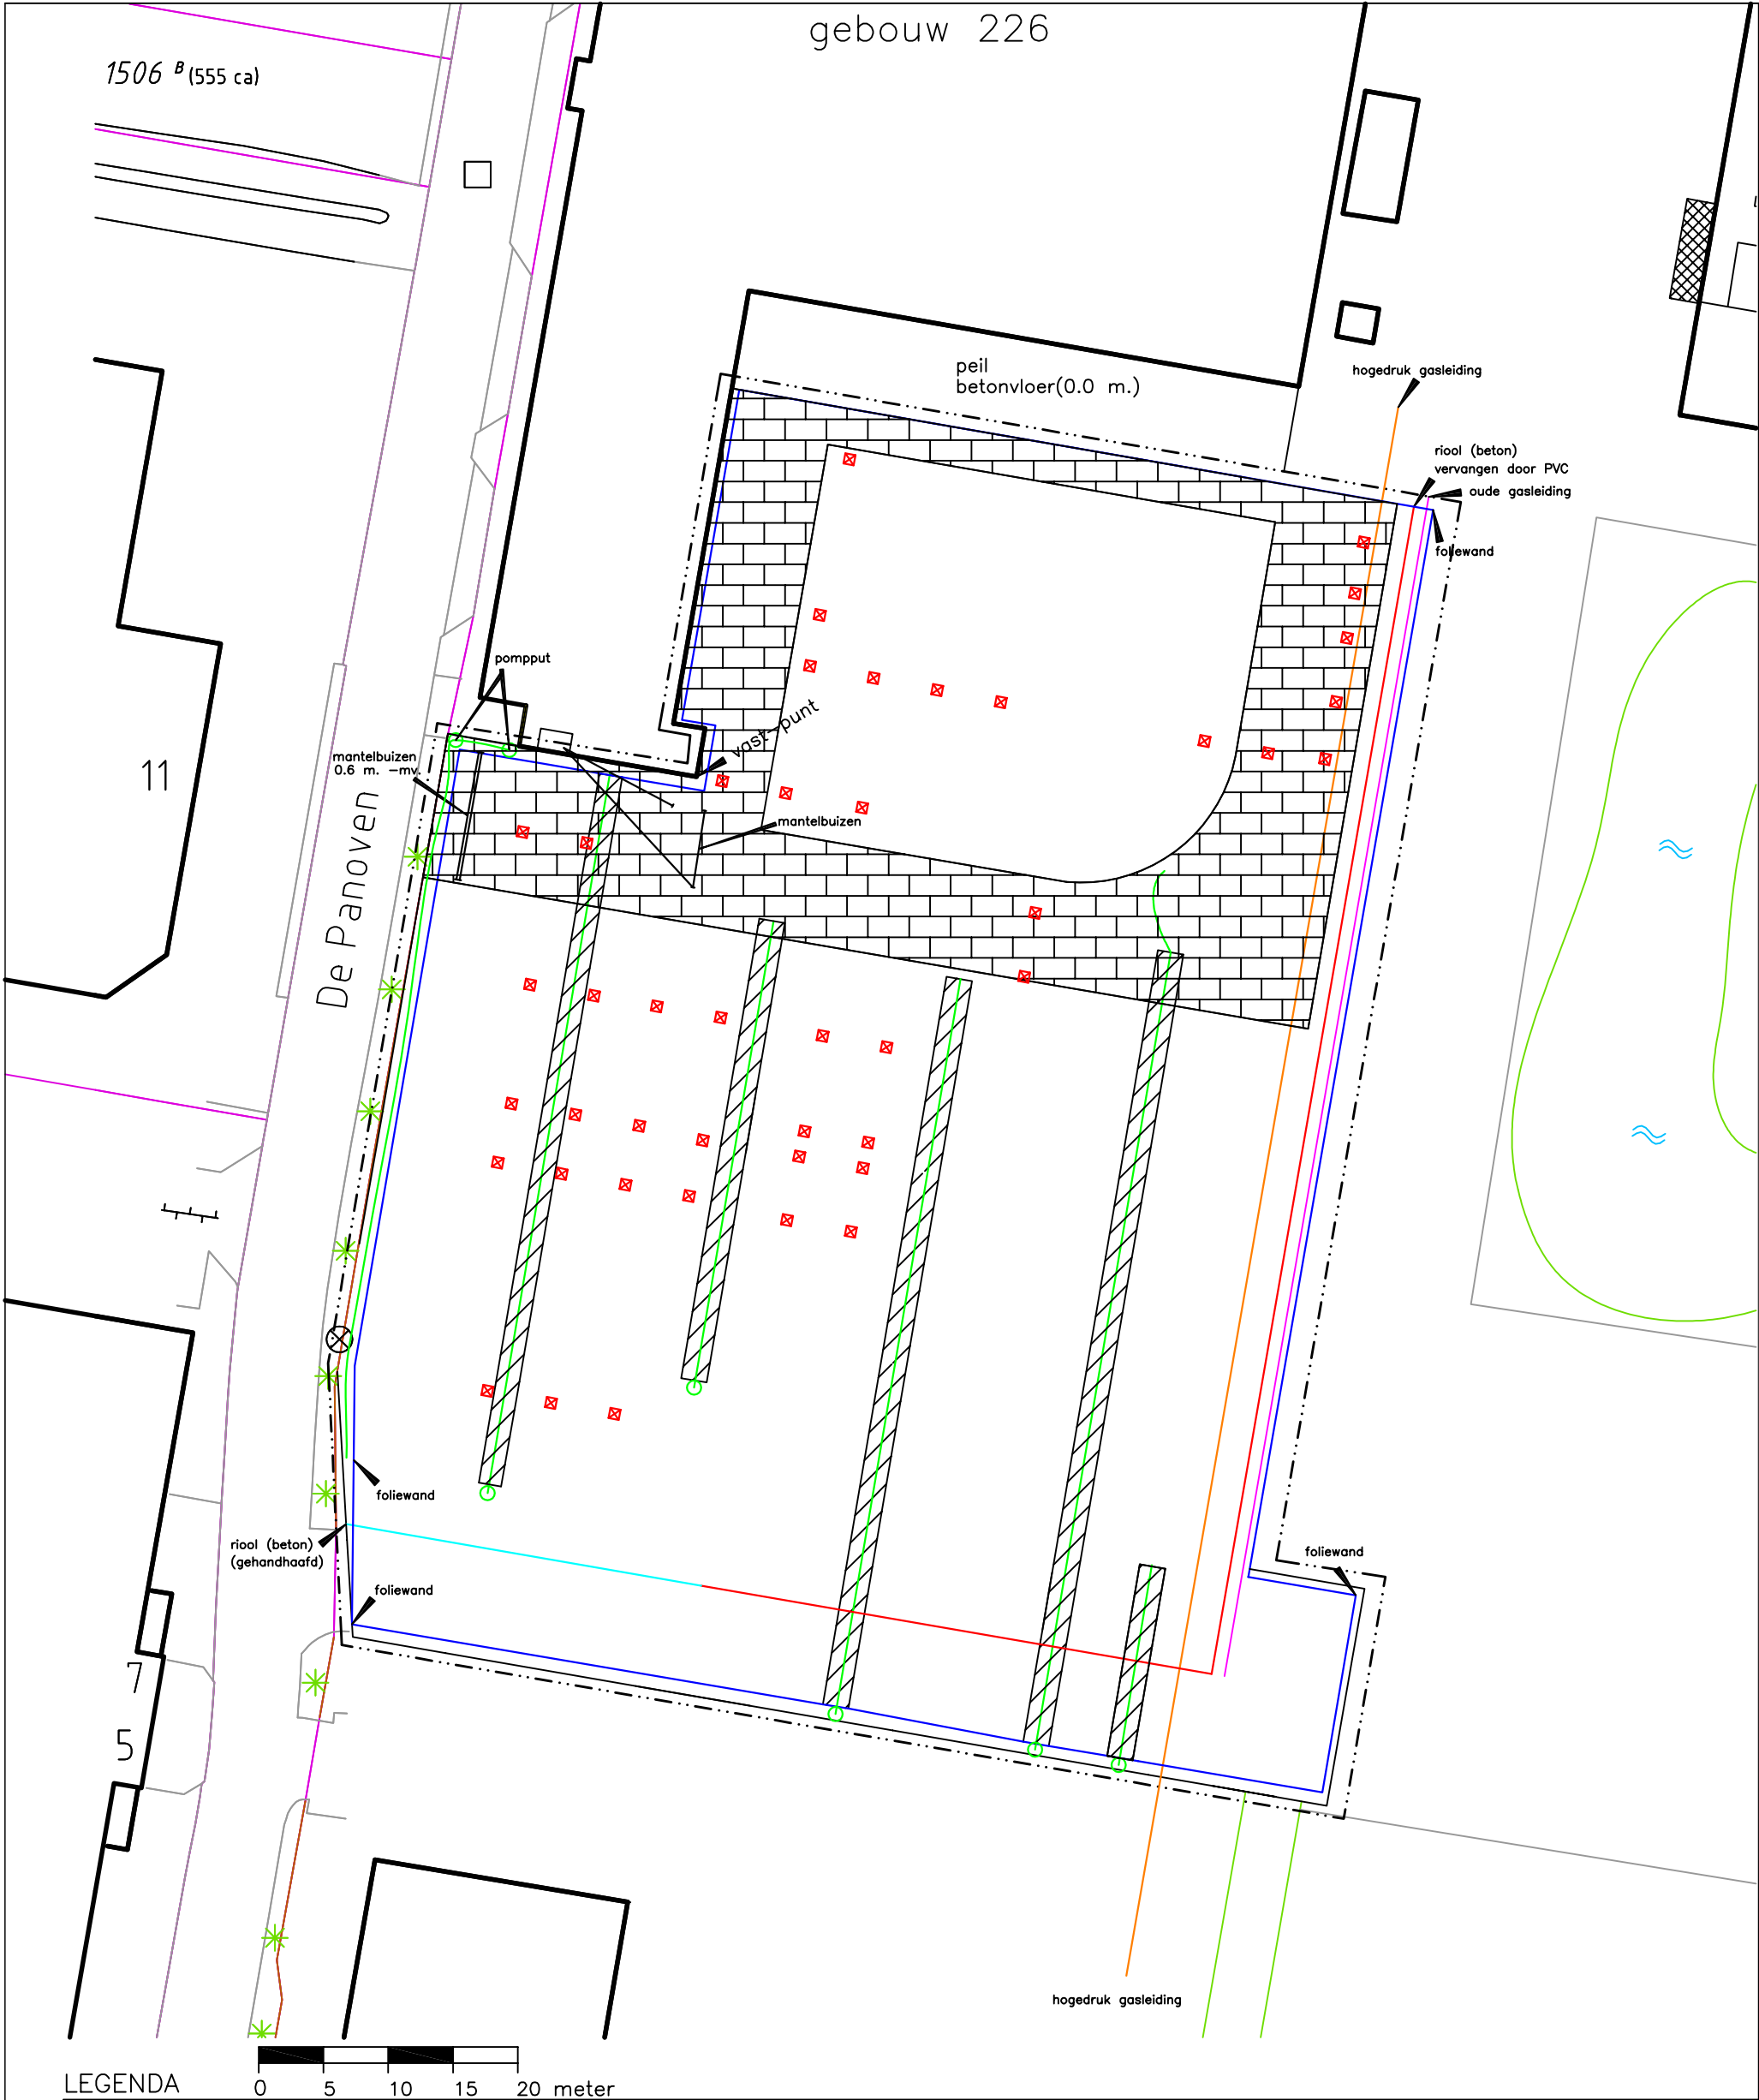 gebouw 226
1506 B (555 ca)
peil
betonvloer(0.0 m.)
hogedruk gasleiding
riool (beton)
vervangen door PVC
oude gasleiding
foliewand
pompput
vast-punt
mantelbuizen
0.6 m. -mv.
11
mantelbuizen
De Panoven
foliewand
riool (beton)
(gehandhaafd)
foliewand
foliewand
7
5
hogedruk gasleiding
LEGENDA
0 5 10 15 20 meter